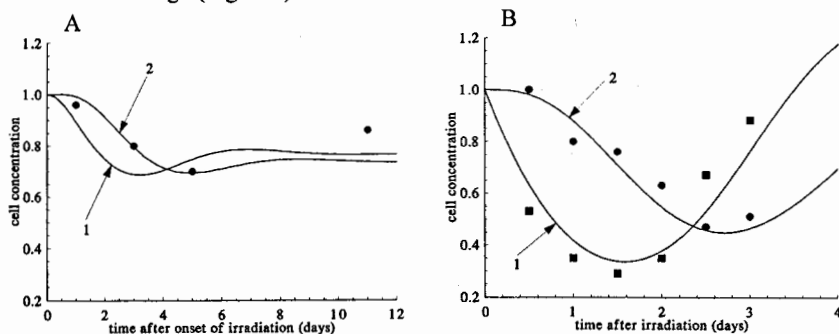 A
1.2
1.0
0.8
0.6
0.4
0.2
cell concentration
2
1
0 2 4 6 8 10 12
time after onset of irradiation (days)
B
1.2
1.0
0.8
0.6
0.4
0.2
cell concentration
2
1
0 1 2 3 4
time after irradiation (days)